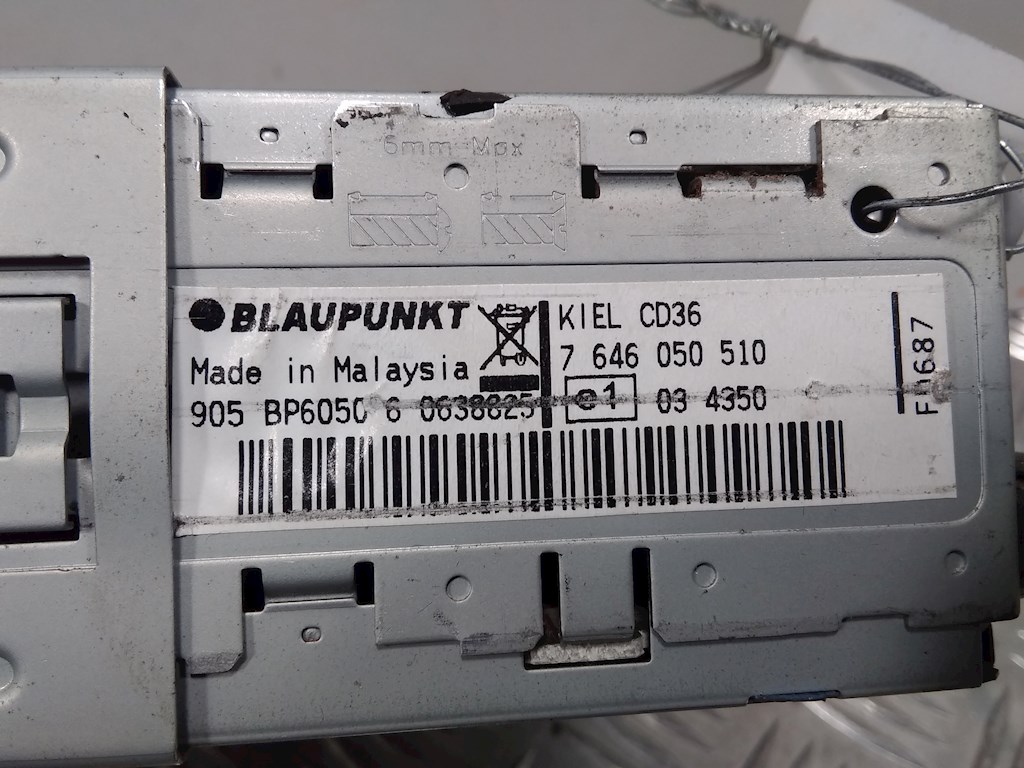 6mm-Max
BLAUPUNKT
Made in Malaysia
905 BP6050 6 0638825
KIEL CD36
7 646 050 510
e1 03 4350